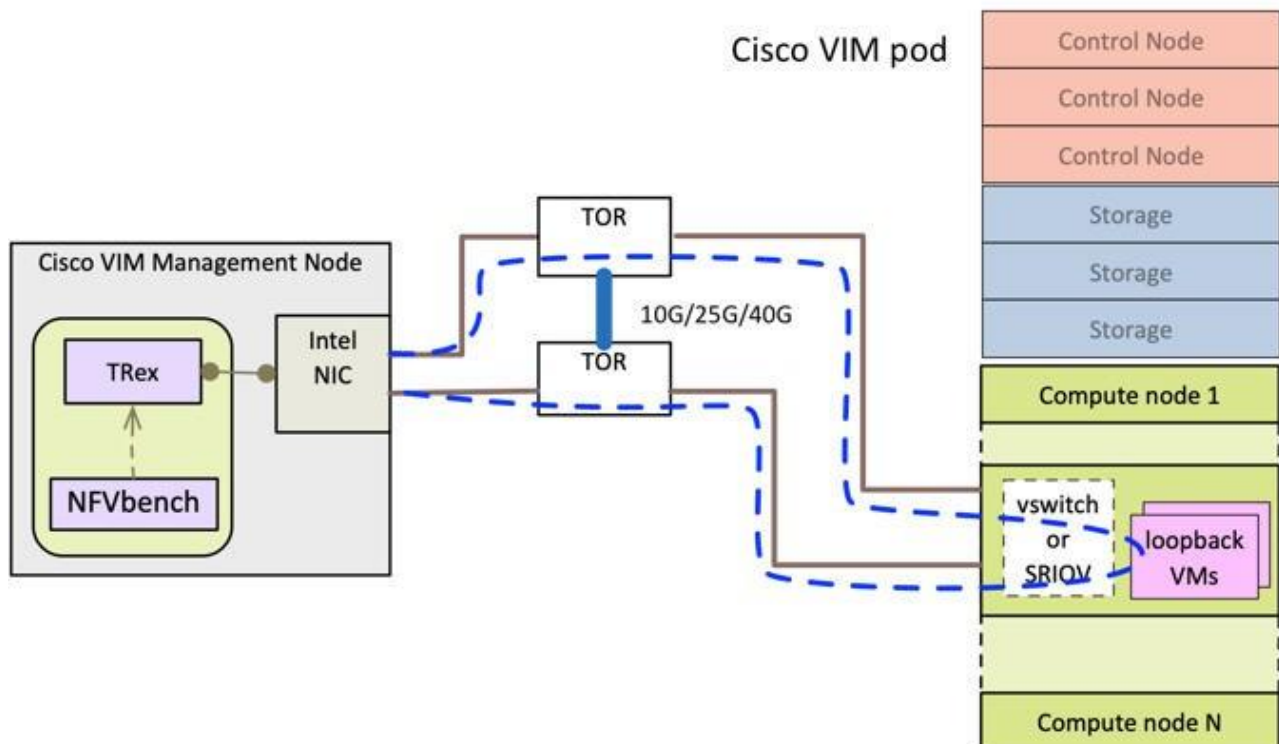 Cisco VIM pod
Control Node
Control Node
Control Node
Storage
Storage
Storage
TOR
10G/25G/40G
TOR
Cisco VIM Management Node
TRex
Intel
NIC
NFVbench
Compute node 1
vswitch
or
SRIOV
loopback
VMs
Compute node N